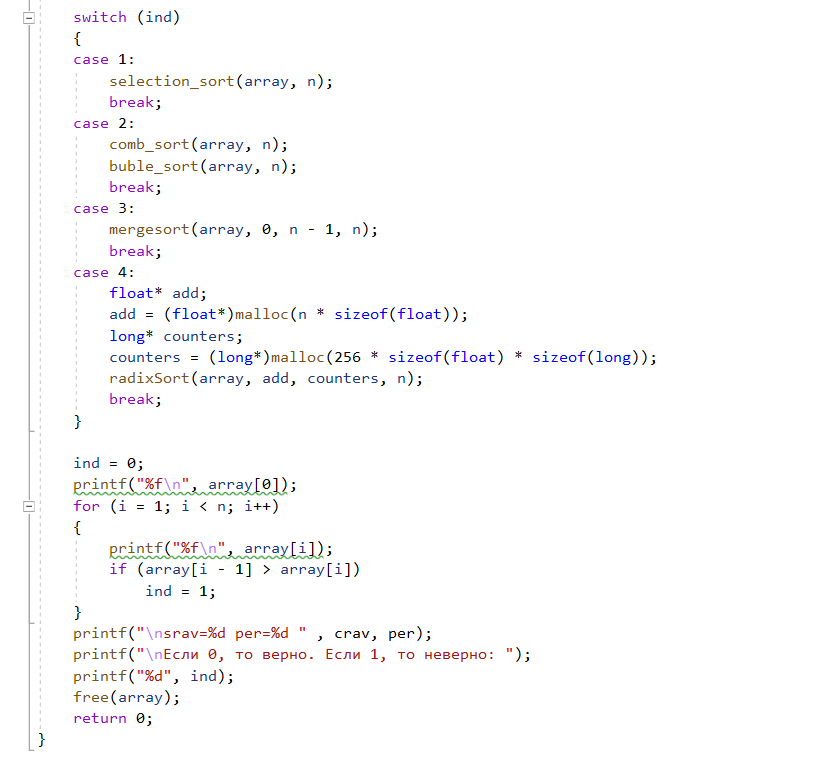 switch (ind)
{
case 1:
selection_sort(array, n);
break;
case 2:
comb_sort(array, n);
buble_sort(array, n);
break;
case 3:
mergesort(array, 0, n - 1, n);
break;
case 4:
float* add;
add = (float*)malloc(n * sizeof(float));
long* counters;
counters = (long*)malloc(256 * sizeof(float) * sizeof(long));
radixSort(array, add, counters, n);
break;
}
ind = 0;
printf("%f\n", array[0]);
for (i = 1; i < n; i++)
{
printf("%f\n", array[i]);
if (array[i - 1] > array[i])
ind = 1;
}
printf("\nsrav=%d per=%d " , crav, per);
printf("\nЕсли 0, то верно. Если 1, то неверно: ");
printf("%d", ind);
free(array);
return 0;
}